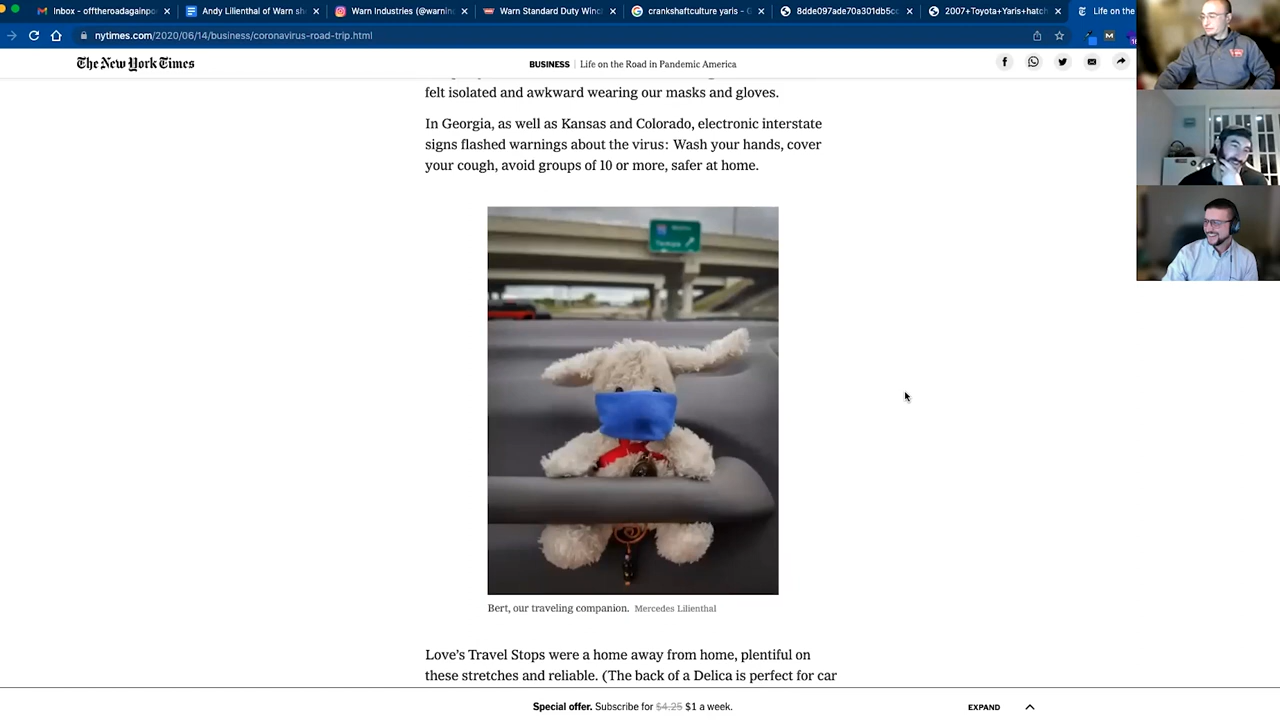 Inbox - offtheroadagainpo
Andy Lilienthal of Warn sh
Warn Industries (@warnin
Warn Standard Duty Winc
crankshaftculture yaris - G
8dde097ade70a301db5cc
2007+Toyota+Yaris+hatc
Life on the
nytimes.com/2020/06/14/business/coronavirus-road-trip.html
The New York Times
BUSINESS | Life on the Road in Pandemic America
felt isolated and awkward wearing our masks and gloves.
In Georgia, as well as Kansas and Colorado, electronic interstate
signs flashed warnings about the virus: Wash your hands, cover
your cough, avoid groups of 10 or more, safer at home.
Tampa
Bert, our traveling companion. Mercedes Lilienthal
Love's Travel Stops were a home away from home, plentiful on
these stretches and reliable. (The back of a Delica is perfect for car
Special offer. Subscribe for $4.25 $1 a week.
EXPAND